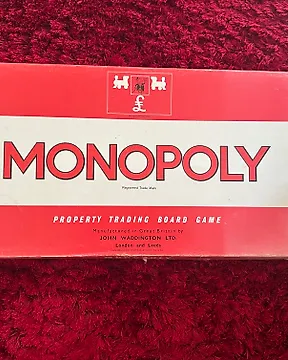 £
MONOPOLY
Registered Trade Mark
PROPERTY TRADING BOARD GAME
Manufactured in Great Britain by
JOHN WADDINGTON LTD.
London and Leeds